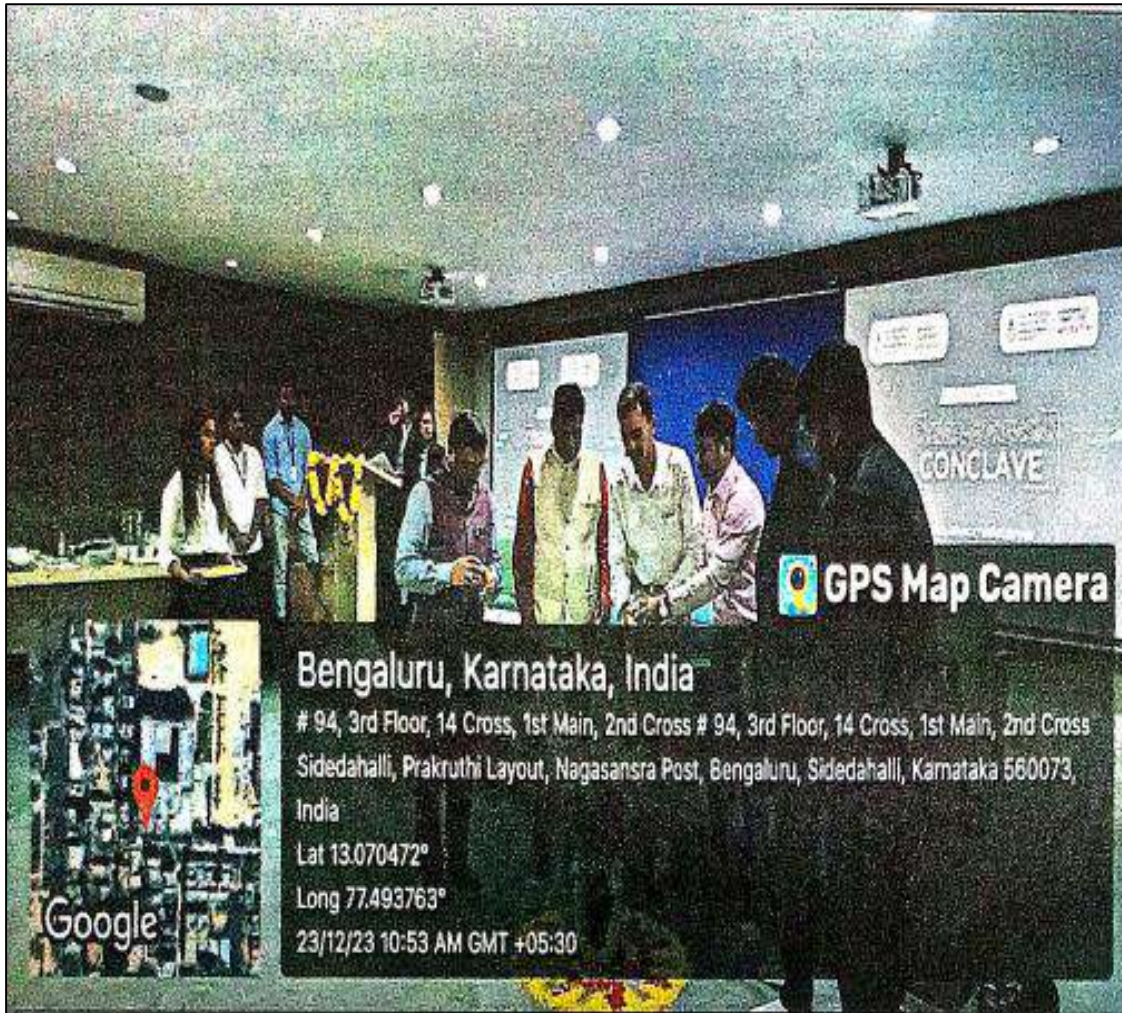 CONCLAVE
GPS Map Camera
Bengaluru, Karnataka, India
# 94, 3rd Floor, 14 Cross, 1st Main, 2nd Cross # 94, 3rd Floor, 14 Cross, 1st Main, 2nd Cross
Sidedahalli, Prakruthi Layout, Nagasansra Post, Bengaluru, Sidedahalli, Karnataka 560073,
India
Lat 13.070472°
Long 77.493763°
23/12/23 10:53 AM GMT +05:30
Google